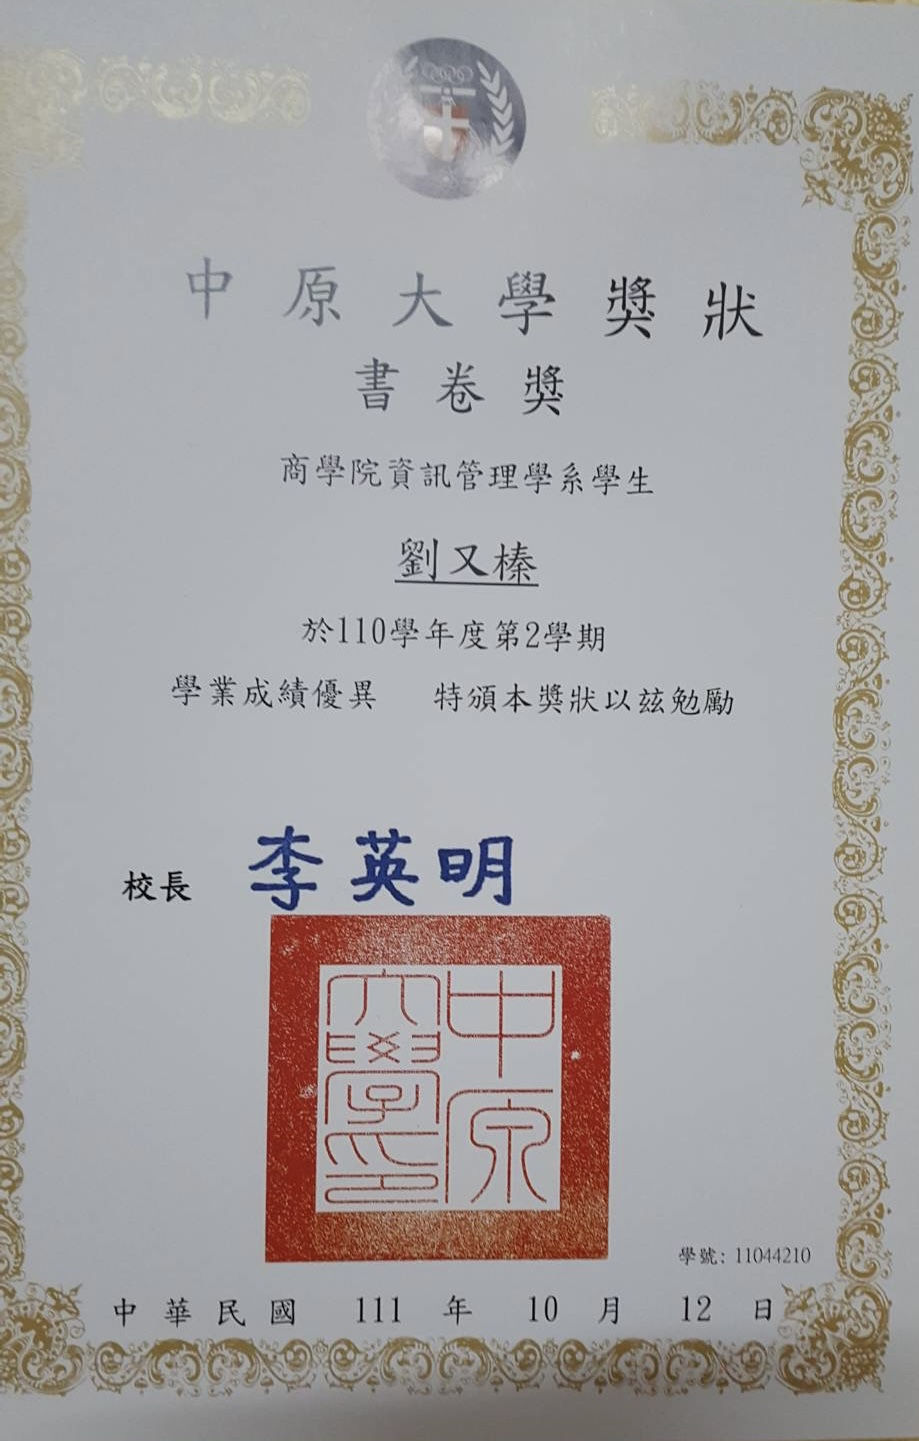 中原大學獎狀
書卷獎
商學院資訊管理學系學生
劉又榛
於110學年度第2學期
學業成績優異 特頒本獎狀以茲勉勵
校長 李英明
中原大學印
學號: 11044210
中華民國 111 年 10 月 12 日